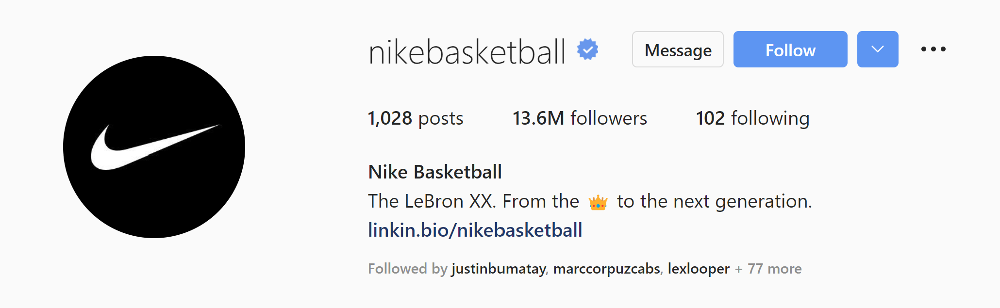 nikebasketball Message Follow
1,028 posts 13.6M followers 102 following
Nike Basketball
The LeBron XX. From the 👑 to the next generation.
linkin.bio/nikebasketball
Followed by justinbumatay, marccorpuzcabs, lexlooper + 77 more